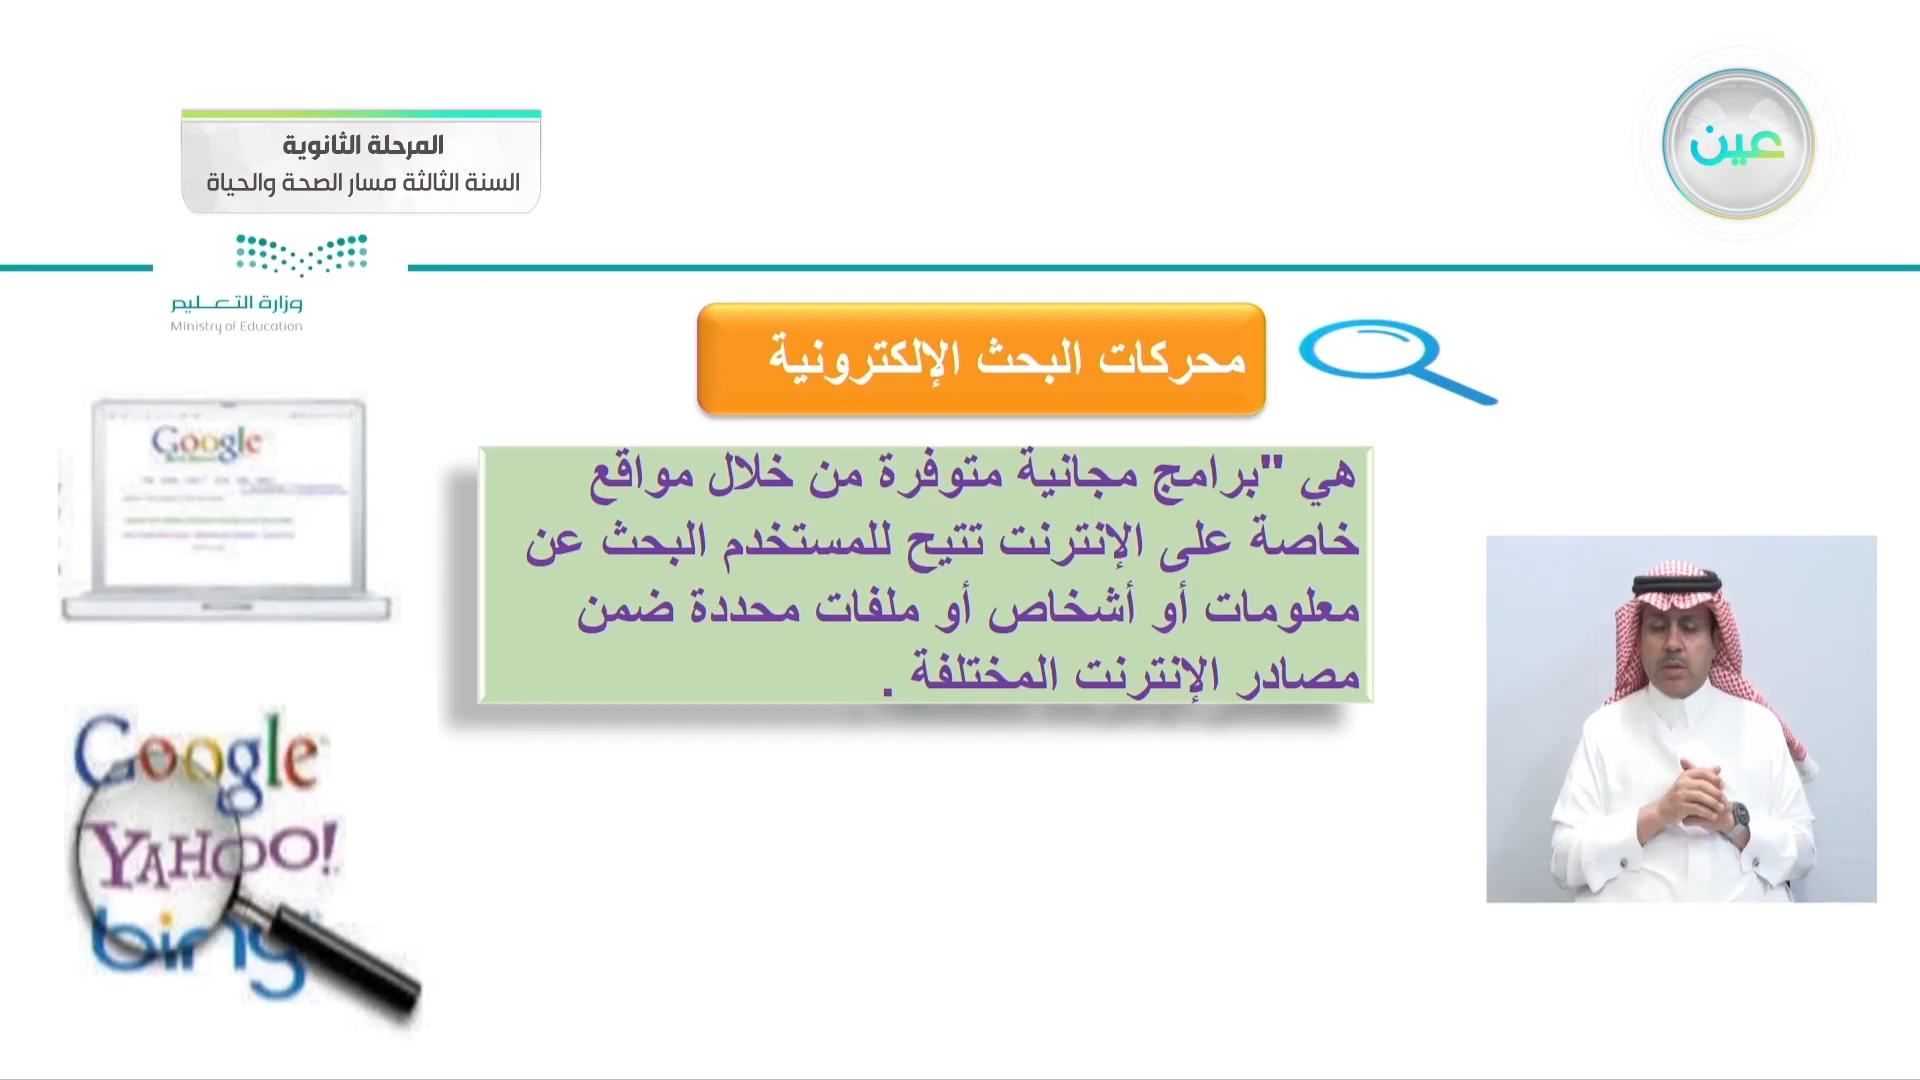 عين
المرحلة الثانوية
السنة الثالثة مسار الصحة والحياة
وزارة التعليم
Ministry of Education
محركات البحث الإلكترونية
هي "برامج مجانية متوفرة من خلال مواقع
خاصة على الإنترنت تتيح للمستخدم البحث عن
معلومات أو أشخاص أو ملفات محددة ضمن
مصادر الإنترنت المختلفة .
Google
Google
YAHOO!
bing